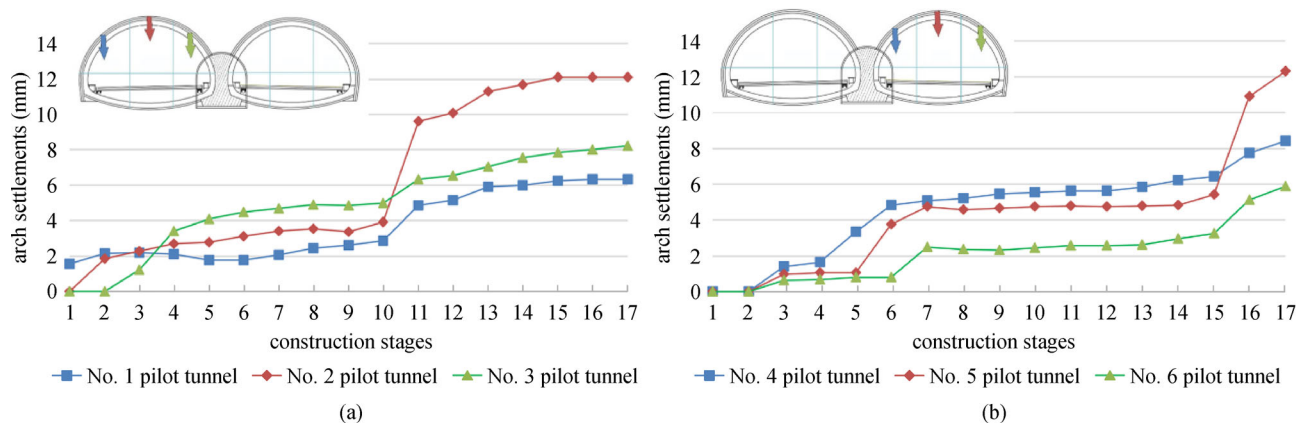 (a)
14
12
10
8
6
4
2
0
arch settlements (mm)
1 2 3 4 5 6 7 8 9 10 11 12 13 14 15 16 17
construction stages
No. 1 pilot tunnel No. 2 pilot tunnel No. 3 pilot tunnel
(a)
(b)
14
12
10
8
6
4
2
0
arch settlements (mm)
1 2 3 4 5 6 7 8 9 10 11 12 13 14 15 16 17
construction stages
No. 4 pilot tunnel No. 5 pilot tunnel No. 6 pilot tunnel
(b)